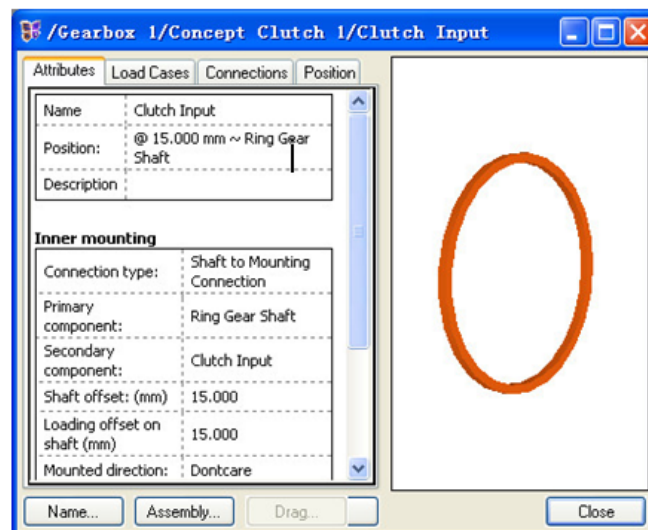 /Gearbox 1/Concept Clutch 1/Clutch Input
Attributes Load Cases Connections Position
Name Clutch Input
Position: @ 15.000 mm ~ Ring Gear
Shaft
Description
Inner mounting
Connection type: Shaft to Mounting
Connection
Primary
component: Ring Gear Shaft
Secondary
component: Clutch Input
Shaft offset: (mm) 15.000
Loading offset on
shaft (mm) 15.000
Mounted direction: Dontcare
Name... Assembly... Drag... Close